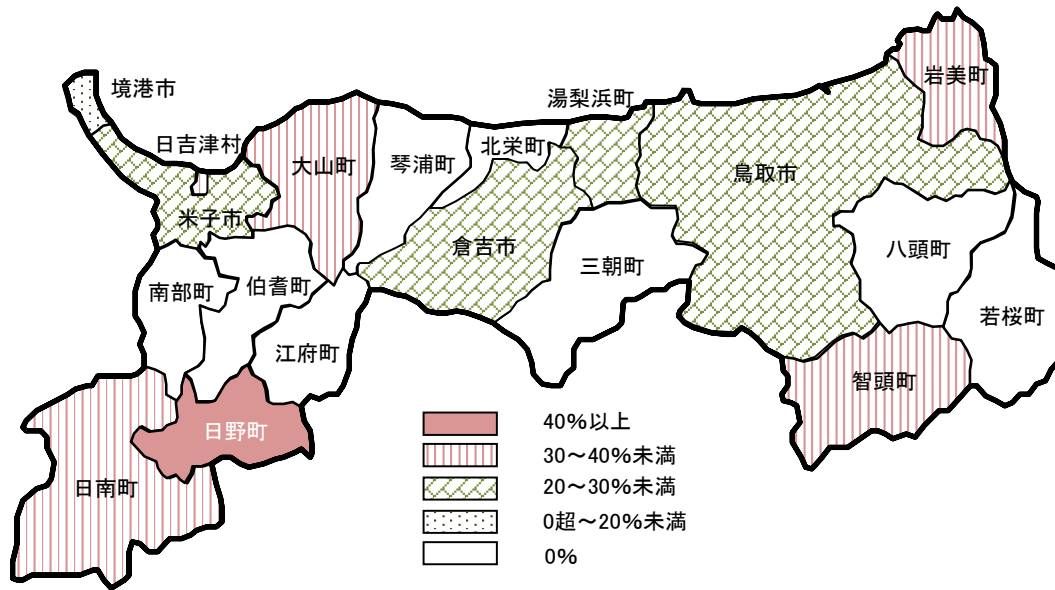 岩美町
境港市
湯梨浜町
日吉津村
北栄町
大山町
琴浦町
鳥取市
米子市
倉吉市
八頭町
三朝町
伯耆町
南部町
若桜町
江府町
智頭町
日野町
日南町
40%以上
30～40%未満
20～30%未満
0超～20%未満
0%